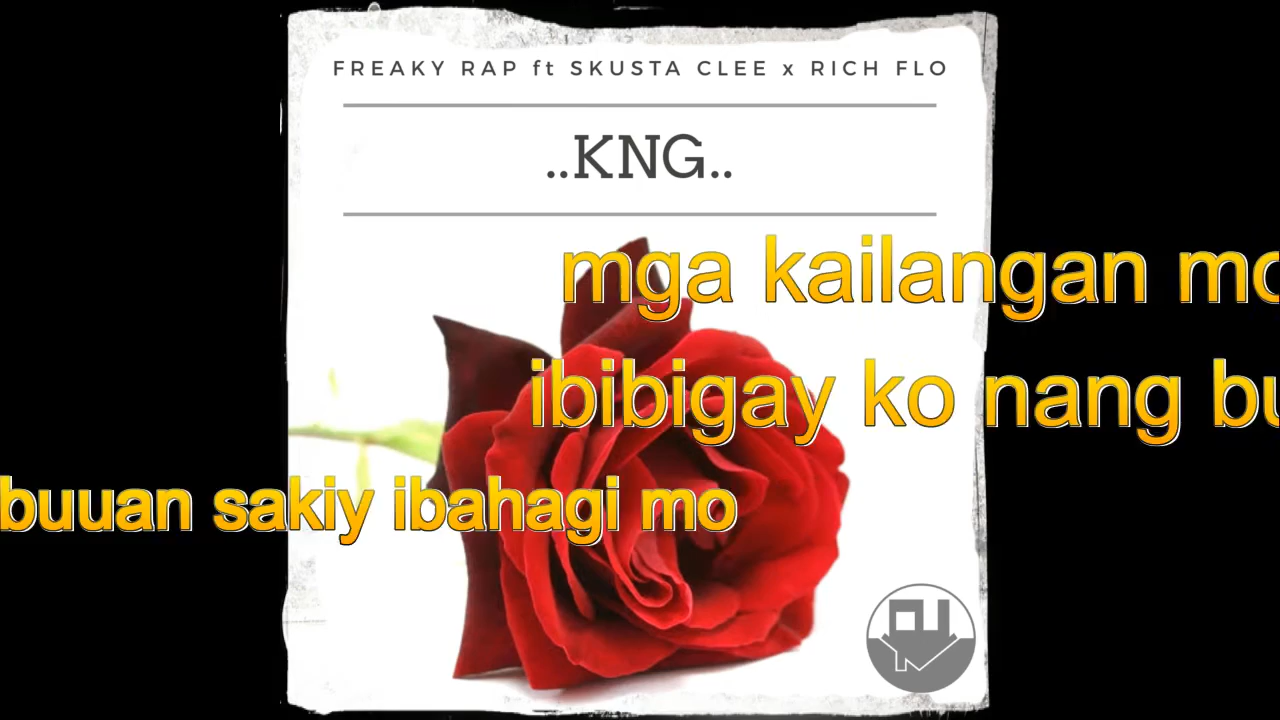 FREAKY RAP ft SKUSTA CLEE x RICH FLO
..KNG..
mga kailangan mo
ibibigay ko nang bu
buuan sakiy ibahagi mo